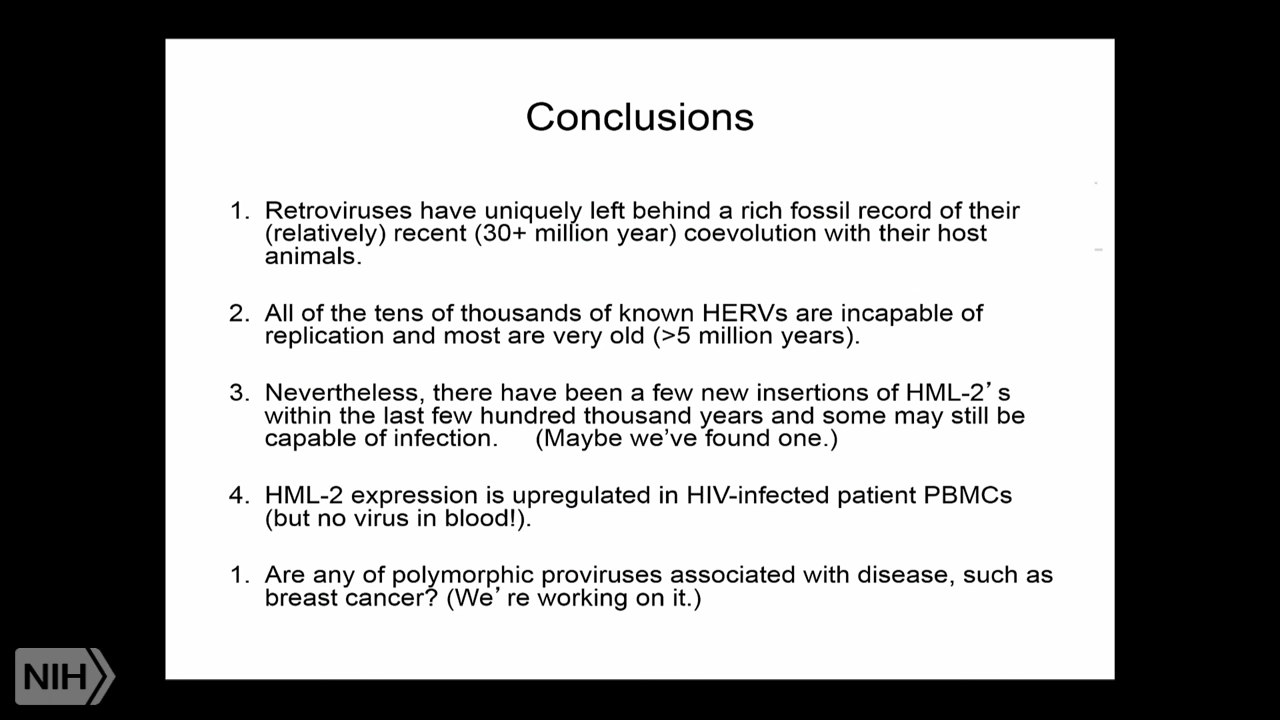 Conclusions
1. Retroviruses have uniquely left behind a rich fossil record of their
(relatively) recent (30+ million year) coevolution with their host
animals.
2. All of the tens of thousands of known HERVs are incapable of
replication and most are very old (>5 million years).
3. Nevertheless, there have been a few new insertions of HML-2’ s
within the last few hundred thousand years and some may still be
capable of infection. (Maybe we’ve found one.)
4. HML-2 expression is upregulated in HIV-infected patient PBMCs
(but no virus in blood!).
1. Are any of polymorphic proviruses associated with disease, such as
breast cancer? (We’ re working on it.)
NIH